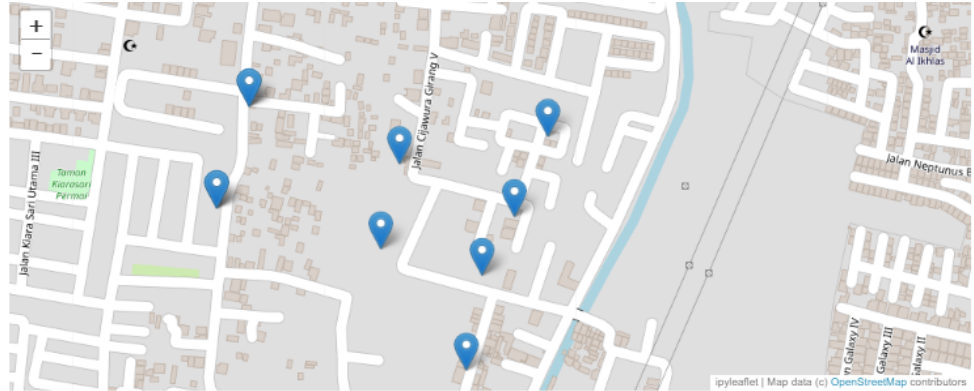 +
−
Masjid
Al Ikhlas
Jalan Cijawura Girang V
Jalan Neptunus
Taman
Kiarasari
Permai
Jalan Kiara Sari Utama III
Galaxy IV
Galaxy III
Galaxy II
ipyleaflet | Map data (c) OpenStreetMap contributors